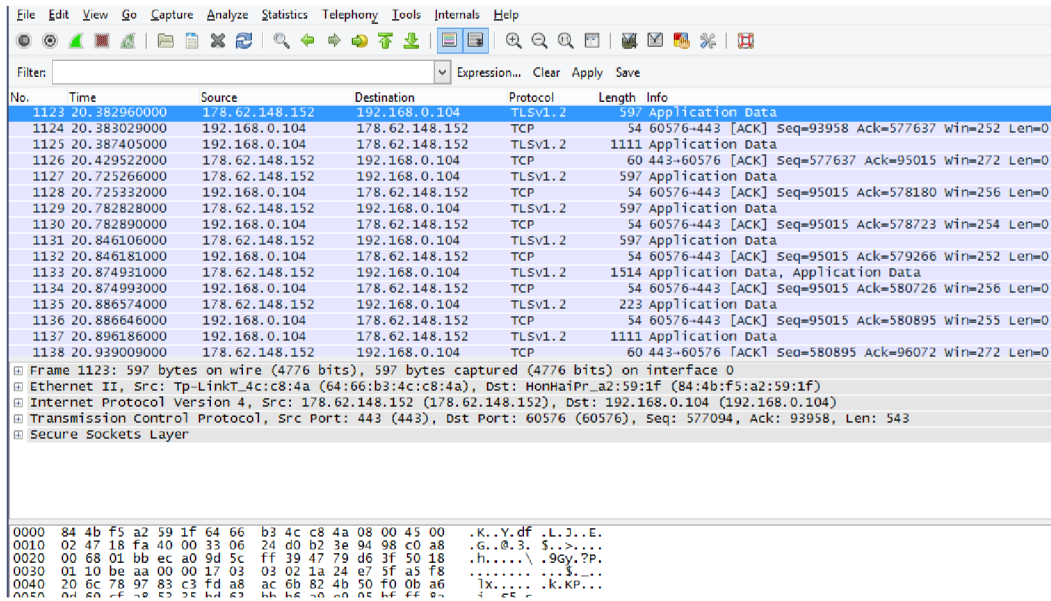 File Edit View Go Capture Analyze Statistics Telephony Tools Internals Help
Filter: Expression... Clear Apply Save
No. Time Source Destination Protocol Length Info
1123 20.382960000 178.62.148.152 192.168.0.104 TLSv1.2 597 Application Data
1124 20.383029000 192.168.0.104 178.62.148.152 TCP 54 60576→443 [ACK] Seq=93958 Ack=577637 Win=252 Len=0
1125 20.387405000 192.168.0.104 178.62.148.152 TLSv1.2 1111 Application Data
1126 20.429522000 178.62.148.152 192.168.0.104 TCP 60 443→60576 [ACK] Seq=577637 Ack=95015 Win=272 Len=0
1127 20.725266000 178.62.148.152 192.168.0.104 TLSv1.2 597 Application Data
1128 20.725332000 192.168.0.104 178.62.148.152 TCP 54 60576→443 [ACK] Seq=95015 Ack=578180 Win=256 Len=0
1129 20.782828000 178.62.148.152 192.168.0.104 TLSv1.2 597 Application Data
1130 20.782890000 192.168.0.104 178.62.148.152 TCP 54 60576→443 [ACK] Seq=95015 Ack=578723 Win=254 Len=0
1131 20.846106000 178.62.148.152 192.168.0.104 TLSv1.2 597 Application Data
1132 20.846181000 192.168.0.104 178.62.148.152 TCP 54 60576→443 [ACK] Seq=95015 Ack=579266 Win=252 Len=0
1133 20.874931000 178.62.148.152 192.168.0.104 TLSv1.2 1514 Application Data, Application Data
1134 20.874993000 192.168.0.104 178.62.148.152 TCP 54 60576→443 [ACK] Seq=95015 Ack=580726 Win=256 Len=0
1135 20.886574000 178.62.148.152 192.168.0.104 TLSv1.2 223 Application Data
1136 20.886646000 192.168.0.104 178.62.148.152 TCP 54 60576→443 [ACK] Seq=95015 Ack=580895 Win=255 Len=0
1137 20.896186000 192.168.0.104 178.62.148.152 TLSv1.2 1111 Application Data
1138 20.939009000 178.62.148.152 192.168.0.104 TCP 60 443→60576 [ACK] Seq=580895 Ack=96072 Win=272 Len=0
Frame 1123: 597 bytes on wire (4776 bits), 597 bytes captured (4776 bits) on interface 0
Ethernet II, Src: Tp-LinkT_4c:c8:4a (64:66:b3:4c:c8:4a), Dst: HonHaiPr_a2:59:1f (84:4b:f5:a2:59:1f)
Internet Protocol Version 4, Src: 178.62.148.152 (178.62.148.152), Dst: 192.168.0.104 (192.168.0.104)
Transmission Control Protocol, Src Port: 443 (443), Dst Port: 60576 (60576), Seq: 577094, Ack: 93958, Len: 543
Secure Sockets Layer
0000 84 4b f5 a2 59 1f 64 66 b3 4c c8 4a 08 00 45 00 .K..Y.df .L.J..E.
0010 02 47 18 fa 40 00 33 06 24 d0 b2 3e 94 98 c0 a8 .G..@.3. $..>....
0020 00 68 01 bb ec a0 9d 5c ff 39 47 79 d6 3f 50 18 .h.....\ .9Gy.?P.
0030 01 10 be aa 00 00 17 03 03 02 1a 24 e7 5f a5 f8 ........ ...$._..
0040 20 6c 78 97 83 c3 fd a8 ac 6b 82 4b 50 f0 0b a6 lx..... .k.KP...